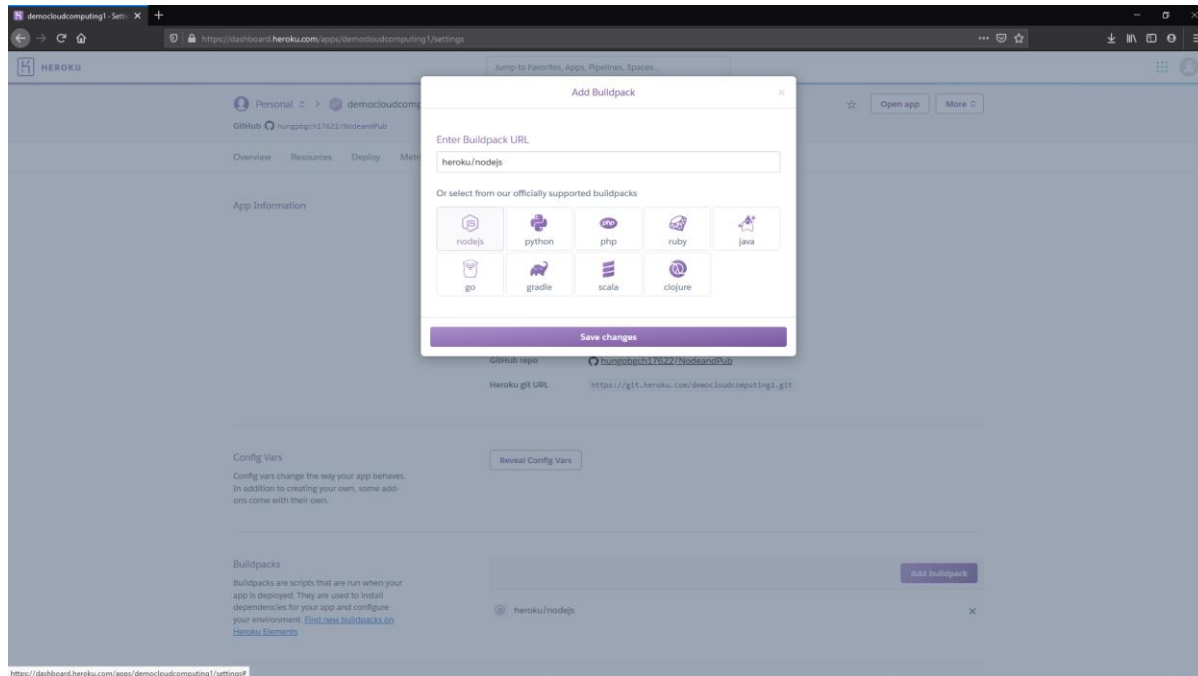 democloudcomputing1 · Settin
https://dashboard.heroku.com/apps/democloudcomputing1/settings
HEROKU
Jump to Favorites, Apps, Pipelines, Spaces...
Personal
democloudcomp
Open app
More
GitHub hungpbgch17622/NodeandPub
Overview Resources Deploy Metri
Add Buildpack
Enter Buildpack URL
heroku/nodejs
Or select from our officially supported buildpacks
nodejs python php ruby java
go gradle scala clojure
Save changes
App Information
GitHub repo hungpbgch17622/NodeandPub
Heroku git URL https://git.heroku.com/democloudcomputing1.git
Config Vars
Config vars change the way your app behaves.
In addition to creating your own, some add-
ons come with their own.
Reveal Config Vars
Buildpacks
Buildpacks are scripts that are run when your
app is deployed. They are used to install
dependencies for your app and configure
your environment. Find new buildpacks on
Heroku Elements
Add buildpack
heroku/nodejs
https://dashboard.heroku.com/apps/democloudcomputing1/settings#